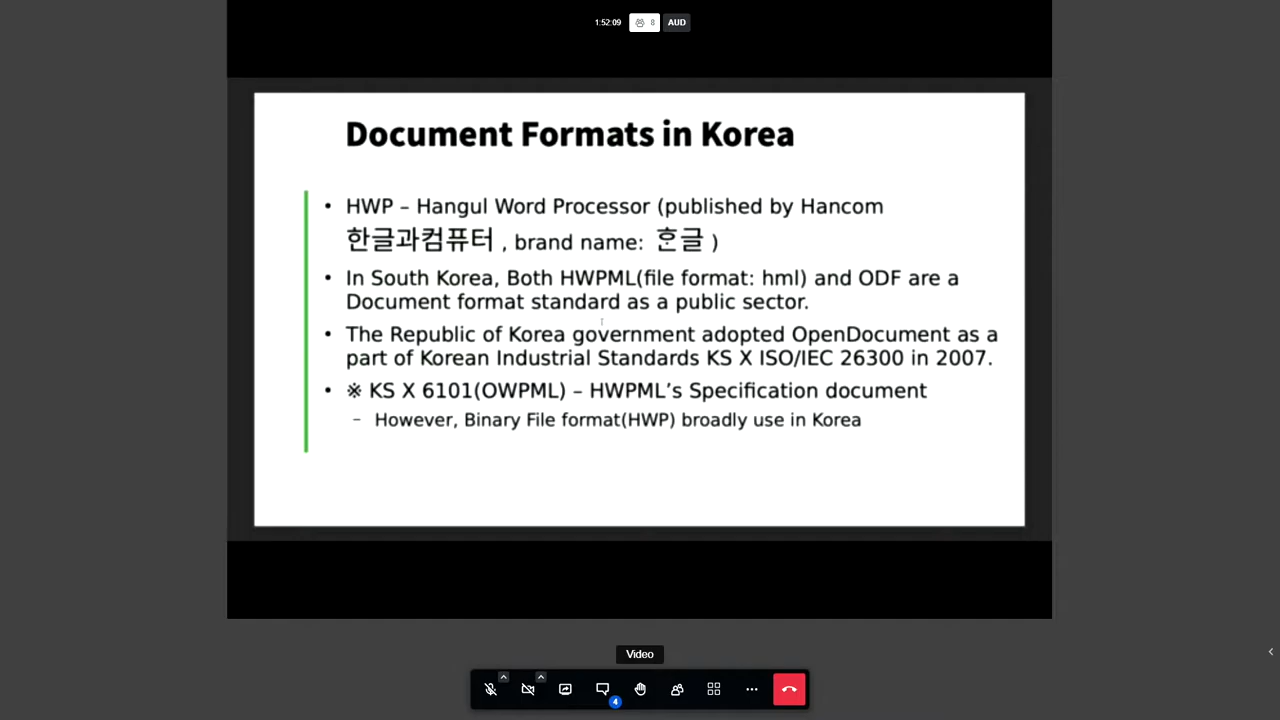 1:52:09 8 AUD
Document Formats in Korea
• HWP – Hangul Word Processor (published by Hancom
한글과컴퓨터 , brand name: ᄒᆞᆫ글 )
• In South Korea, Both HWPML(file format: hml) and ODF are a
Document format standard as a public sector.
• The Republic of Korea government adopted OpenDocument as a
part of Korean Industrial Standards KS X ISO/IEC 26300 in 2007.
• ※ KS X 6101(OWPML) – HWPML’s Specification document
– However, Binary File format(HWP) broadly use in Korea
Video
4